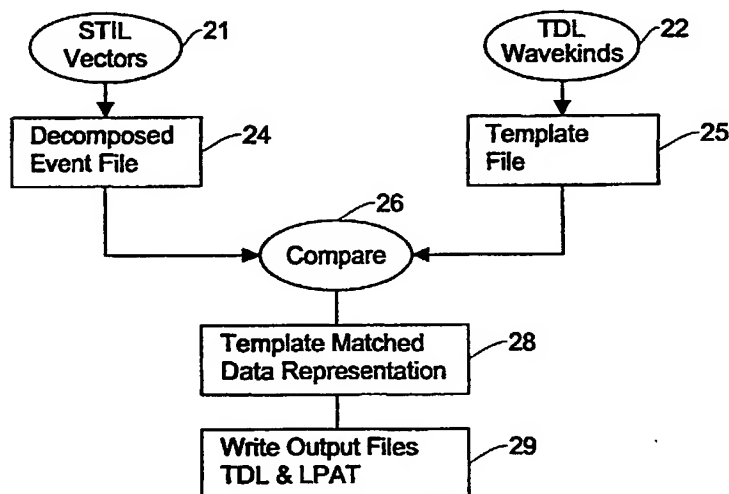 STIL
Vectors
21
TDL
Wavekinds
22
Decomposed
Event File
24
Template
File
25
26
Compare
Template Matched
Data Representation
28
Write Output Files
TDL & LPAT
29